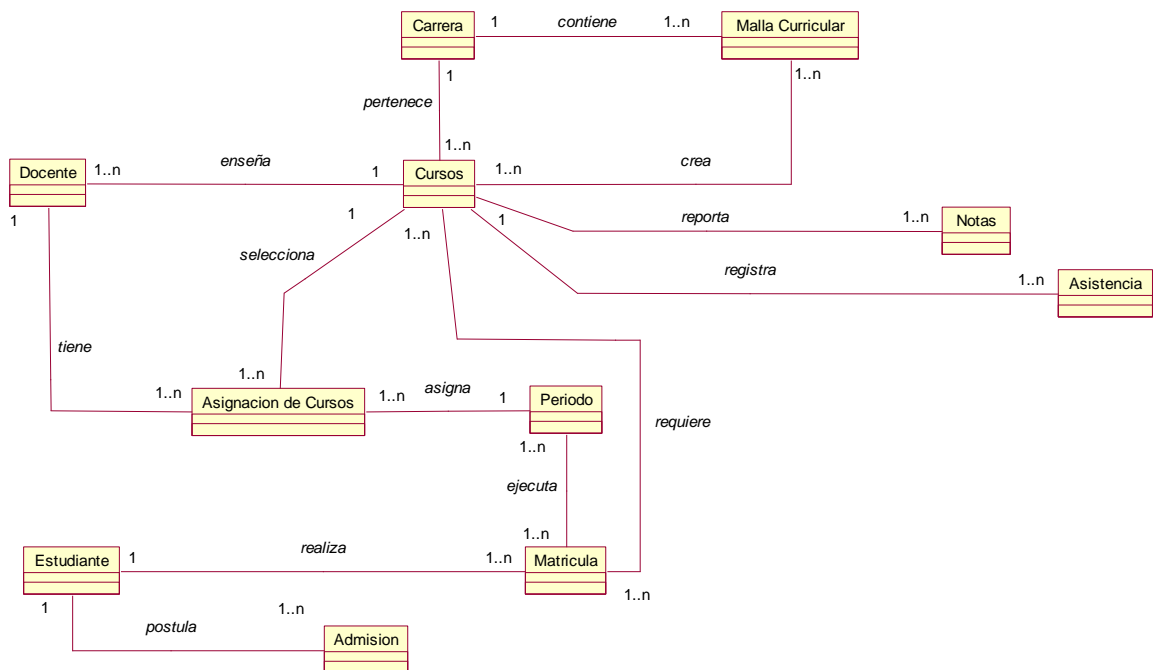 Carrera
1
contiene
1..n
Malla Curricular
1
1..n
pertenece
1..n
Docente
1..n
enseña
1
Cursos
1..n
crea
1
1
1..n
1
reporta
1..n
Notas
selecciona
registra
1..n
Asistencia
tiene
1..n
1..n
Asignacion de Cursos
1..n
asigna
1
Periodo
requiere
1..n
ejecuta
1..n
Estudiante
1
realiza
1..n
Matricula
1..n
1
postula
1..n
Admision